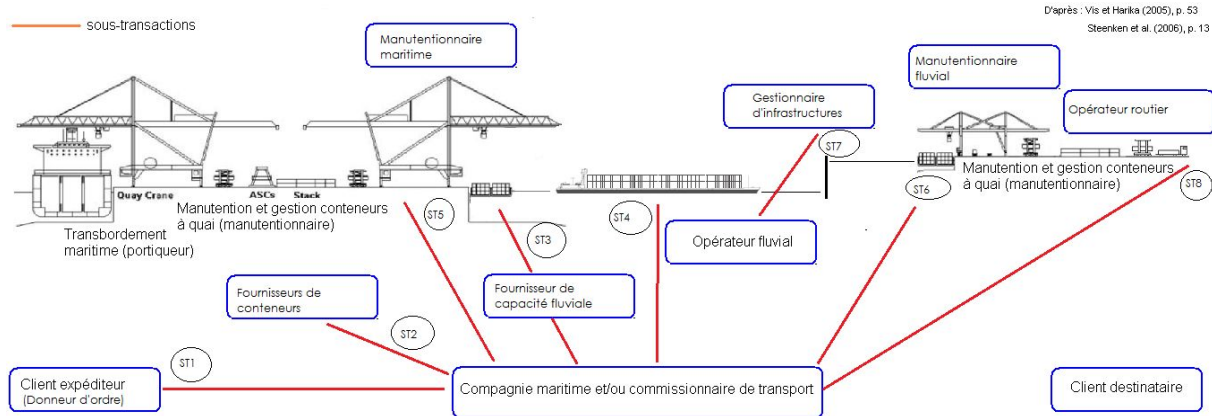 sous-transactions
D'après : Vis et Harika (2005), p. 53
Steenken et al. (2006), p. 13
Manutentionnaire
maritime
Manutentionnaire
fluvial
Gestionnaire
d'infrastructures
Opérateur routier
ST7
Quay Crane
ASCs
Stack
Manutention et gestion conteneurs
à quai (manutentionnaire)
Transbordement
maritime (portiqueur)
ST5
ST3
ST4
Opérateur fluvial
ST6
Manutention et gestion conteneurs
à quai (manutentionnaire)
ST8
Fournisseurs de
conteneurs
Fournisseur de
capacité fluviale
ST2
ST1
Client expéditeur
(Donneur d'ordre)
Compagnie maritime et/ou commissionnaire de transport
Client destinataire